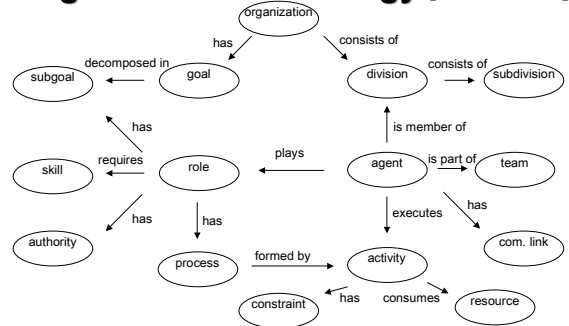 organization
has
consists of
decomposed in
consists of
subgoal
goal
division
subdivision
has
is member of
requires
plays
is part of
skill
role
agent
team
has
has
executes
has
authority
com. link
process
formed by
activity
constraint
has
consumes
resource